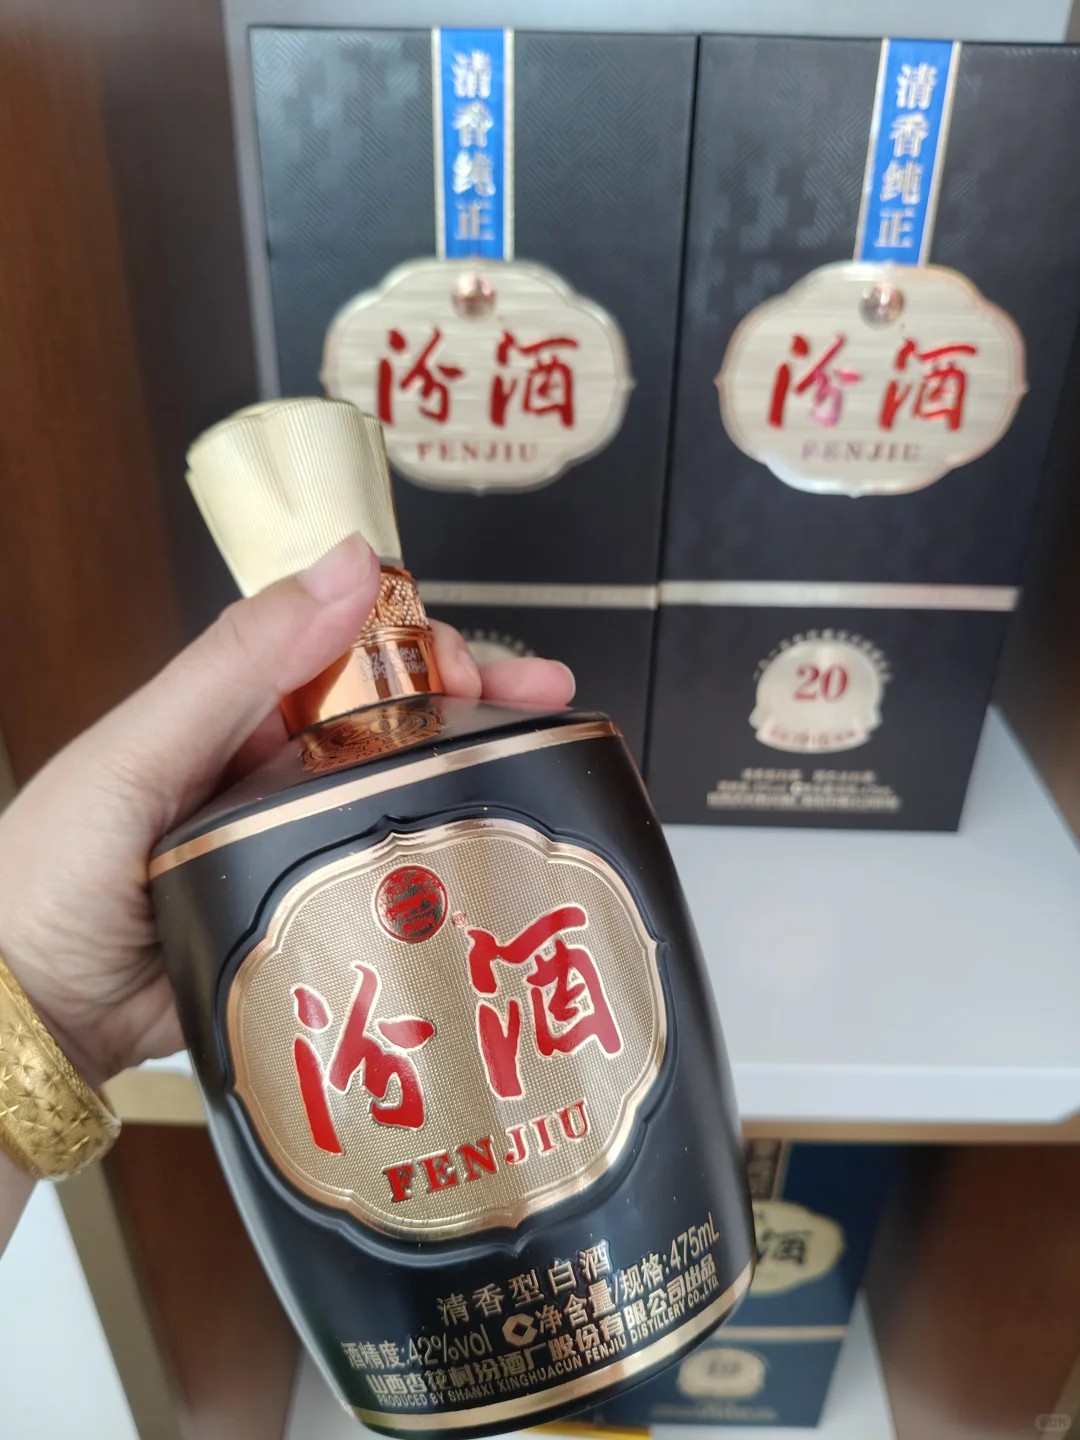 清香纯正
汾酒
FENJIU
清香纯正
汾酒
FENJIU
20
汾酒
FENJIU
清香型白酒
酒精度:42%vol 净含量/规格:475mL
山西杏花村汾酒厂股份有限公司出品
PRODUCED BY SHANXI XINGHUACUN FENJIU DISTILLERY CO.,LTD.
酒